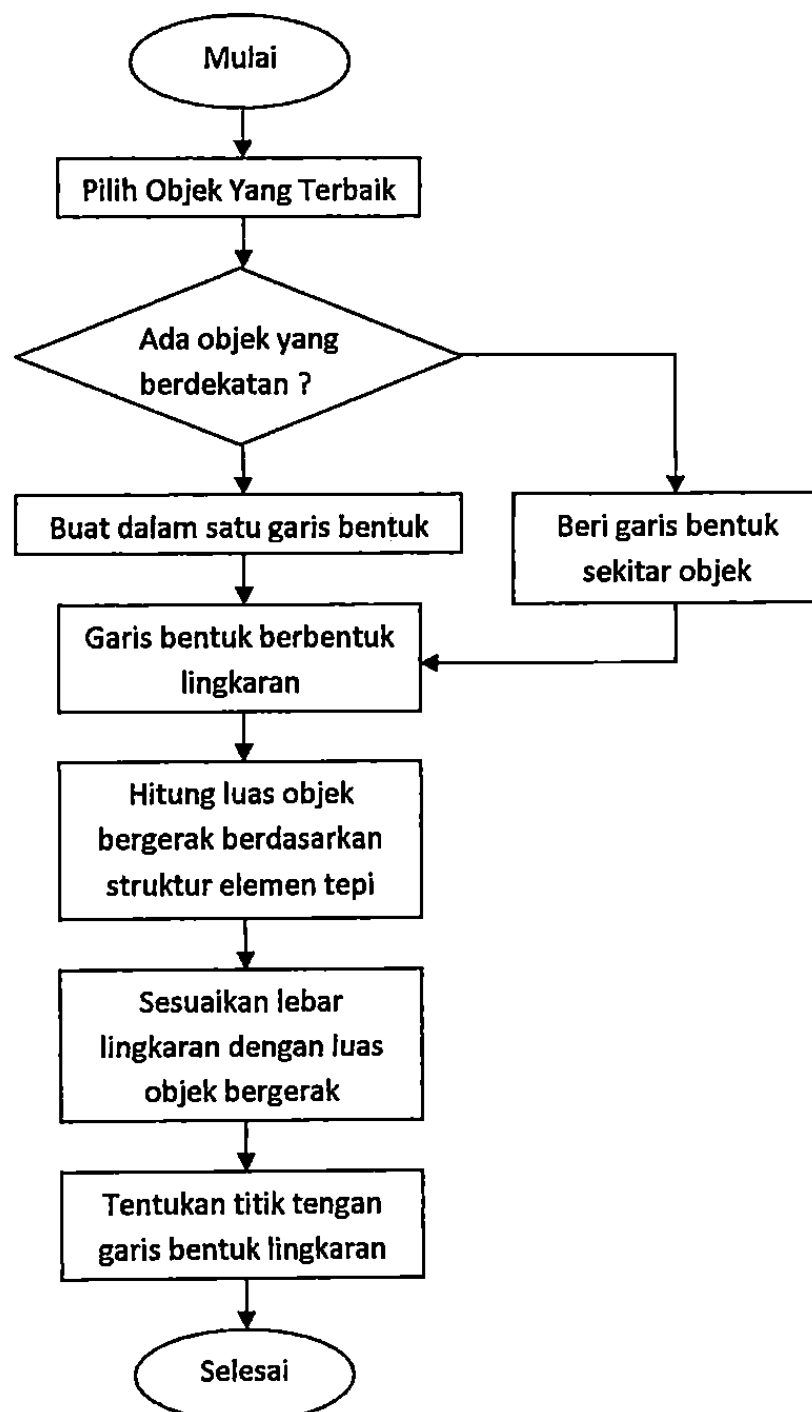 Mulai
Pilih Objek Yang Terbaik
Ada objek yang
berdekatan ?
Buat dalam satu garis bentuk
Beri garis bentuk
sekitar objek
Garis bentuk berbentuk
lingkaran
Hitung luas objek
bergerak berdasarkan
struktur elemen tepi
Sesuaikan lebar
lingkaran dengan luas
objek bergerak
Tentukan titik tengan
garis bentuk lingkaran
Selesai